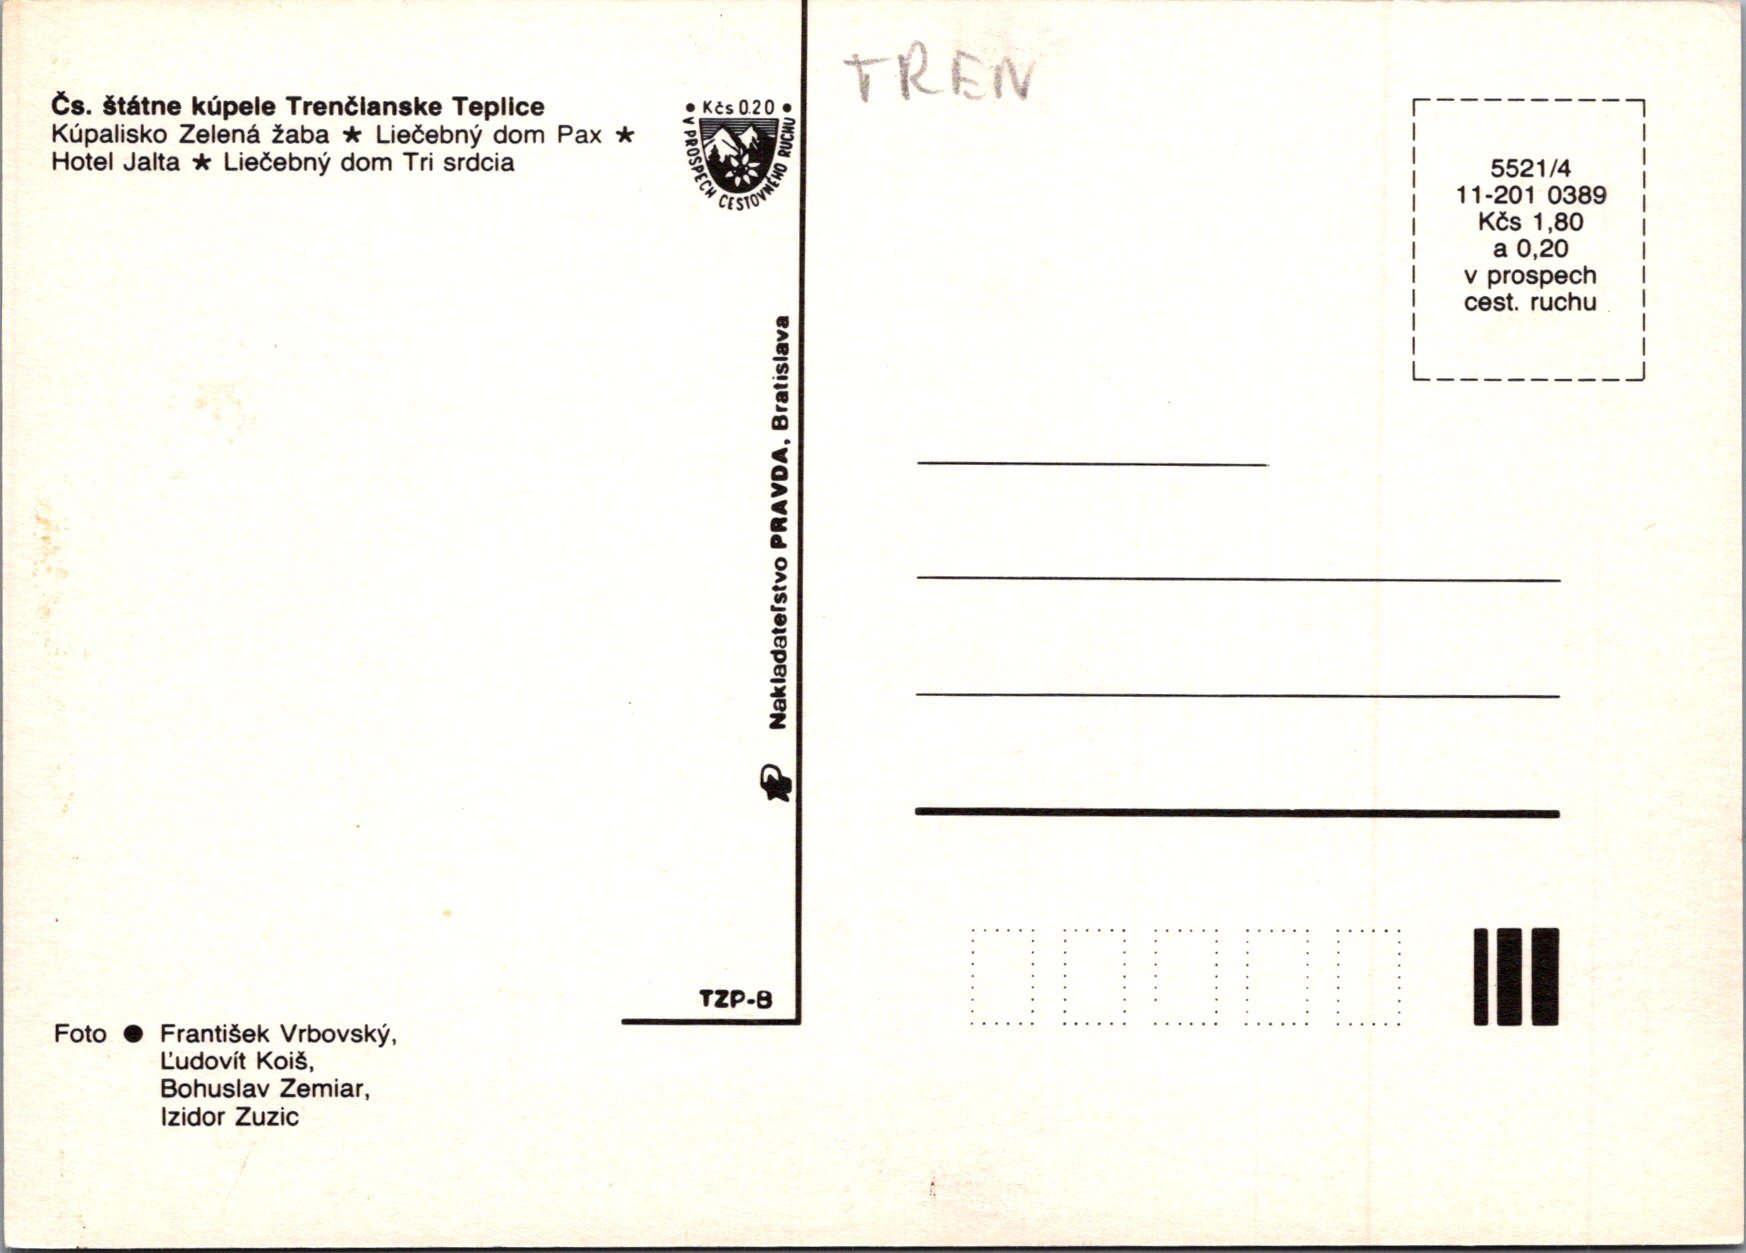 Čs. štátne kúpele Trenčianske Teplice
Kúpalisko Zelená žaba ★ Liečebný dom Pax ★
Hotel Jalta ★ Liečebný dom Tri srdcia
• Kčs 0.20 •
V PROSPECH CESTOVNÉHO RUCHU
Nakladateľstvo PRAVDA, Bratislava
TZP-B
Foto ● František Vrbovský,
Ľudovít Koiš,
Bohuslav Zemiar,
Izidor Zuzic
TREN
5521/4
11-201 0389
Kčs 1,80
a 0,20
v prospech
cest. ruchu